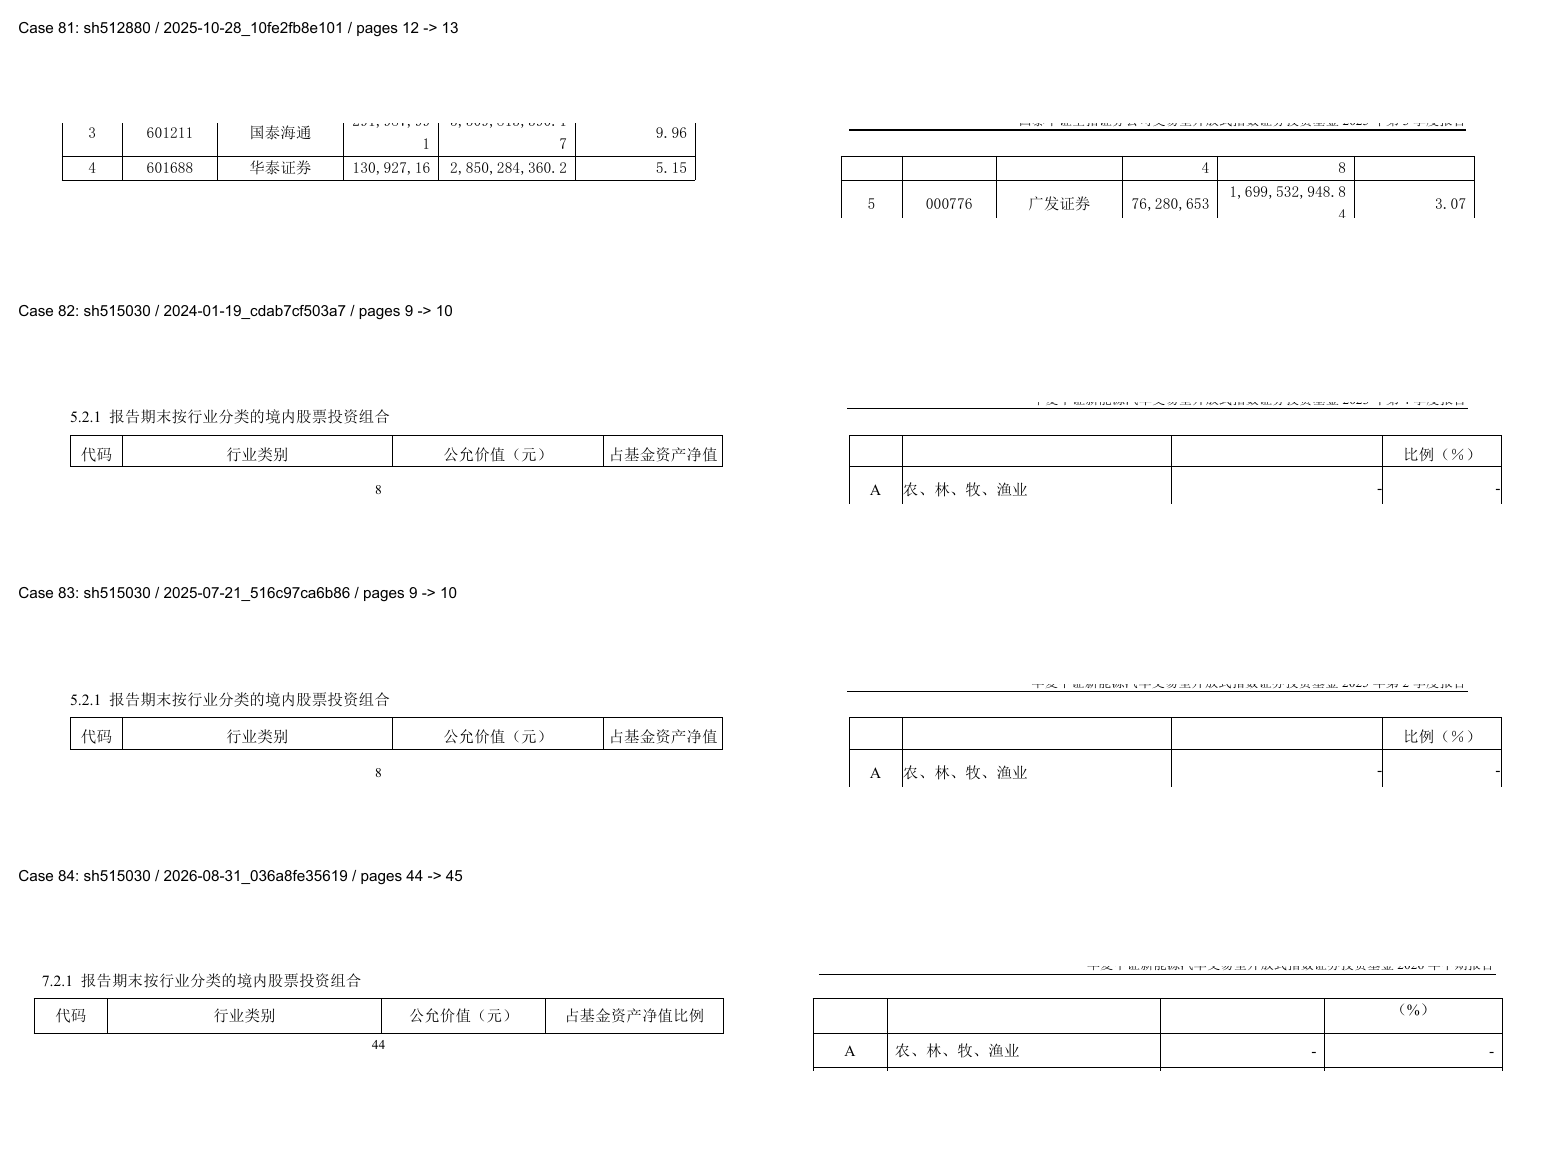 Case 81: sh512880 / 2025-10-28_10fe2fb8e101 / pages 12 -> 13
3 601211 国泰海通 9.96
1 7
4 601688 华泰证券 130,927,16 2,850,284,360.2 5.15
4 8
5 000776 广发证券 76,280,653 1,699,532,948.8 3.07
4
Case 82: sh515030 / 2024-01-19_cdab7cf503a7 / pages 9 -> 10
5.2.1 报告期末按行业分类的境内股票投资组合
代码 行业类别 公允价值（元） 占基金资产净值
8
比例（％）
A 农、林、牧、渔业 - -
Case 83: sh515030 / 2025-07-21_516c97ca6b86 / pages 9 -> 10
5.2.1 报告期末按行业分类的境内股票投资组合
代码 行业类别 公允价值（元） 占基金资产净值
8
比例（％）
A 农、林、牧、渔业 - -
Case 84: sh515030 / 2026-08-31_036a8fe35619 / pages 44 -> 45
7.2.1 报告期末按行业分类的境内股票投资组合
代码 行业类别 公允价值（元） 占基金资产净值比例
44
（%）
A 农、林、牧、渔业 - -